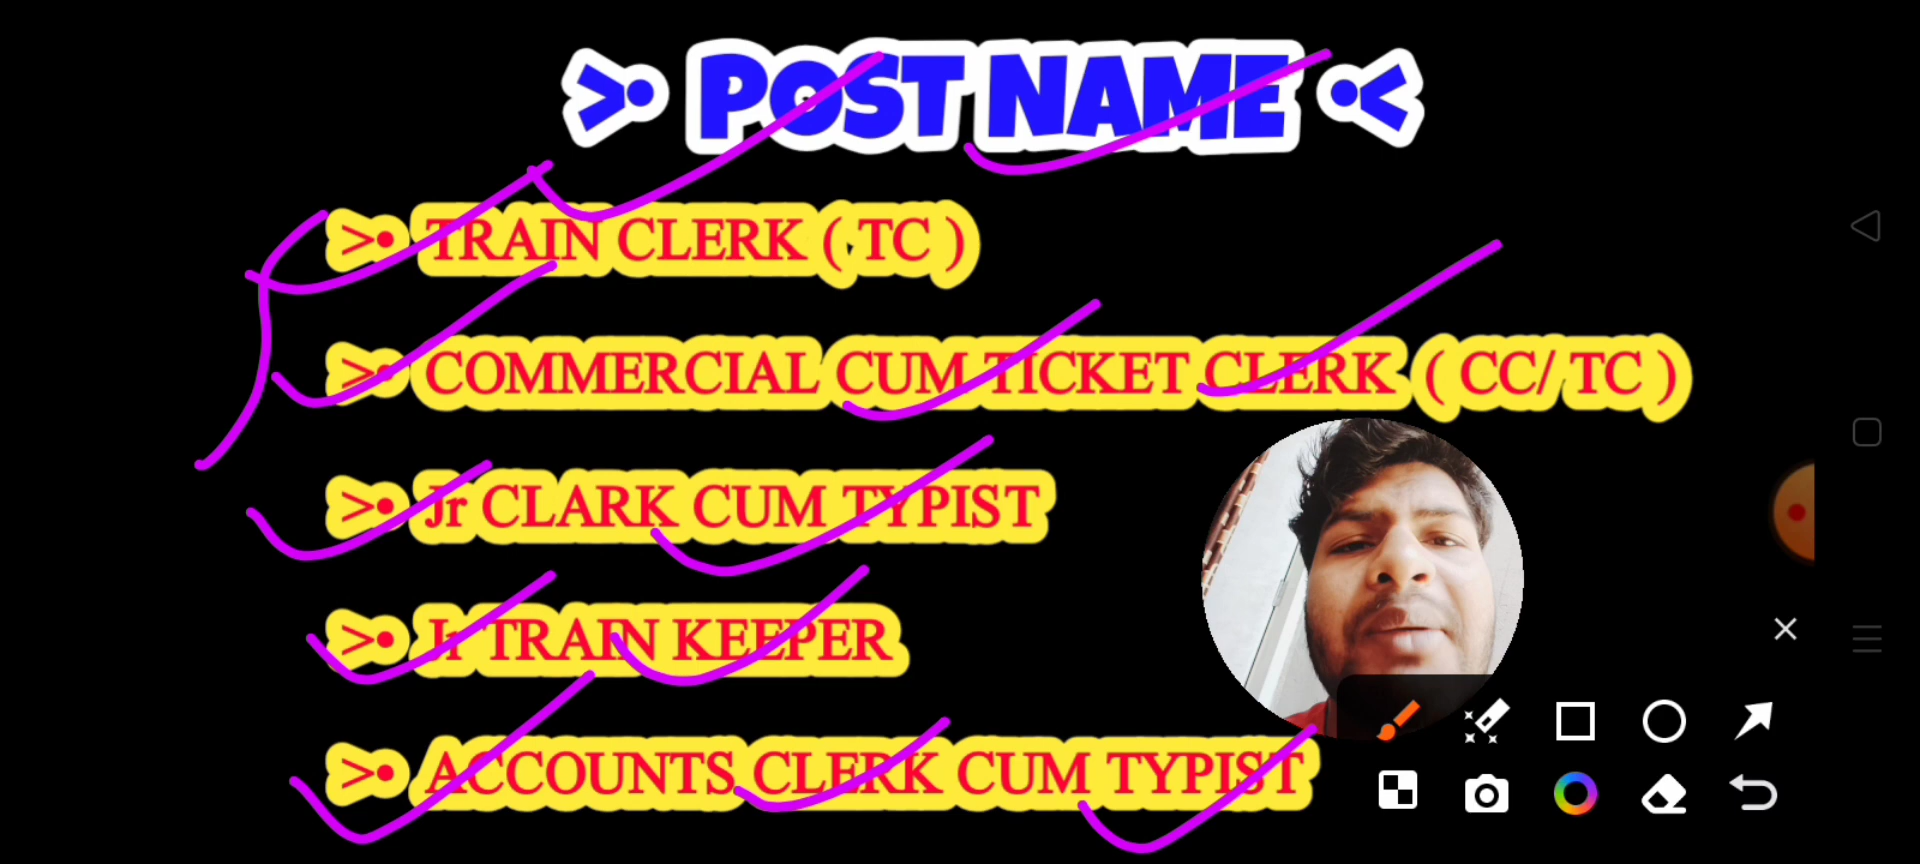 >• POST NAME •<
>• TRAIN CLERK ( TC )
>• COMMERCIAL CUM TICKET CLERK ( CC/ TC )
>• Jr CLARK CUM TYPIST
>• Jr TRAIN KEEPER
>• ACCOUNTS CLERK CUM TYPIST